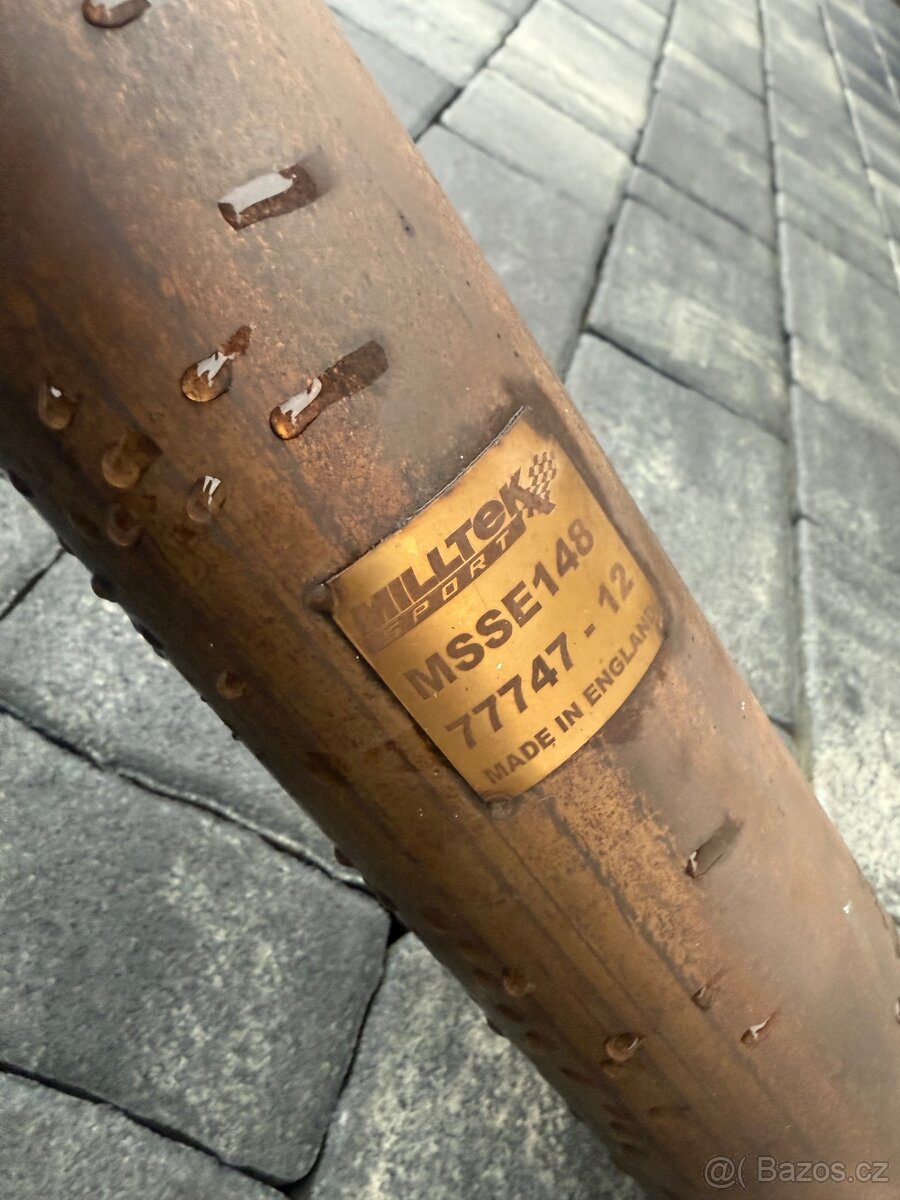 MILLTEK
SPORT
MSSE148
77747 - 12
MADE IN ENGLAND
@( Bazos.cz